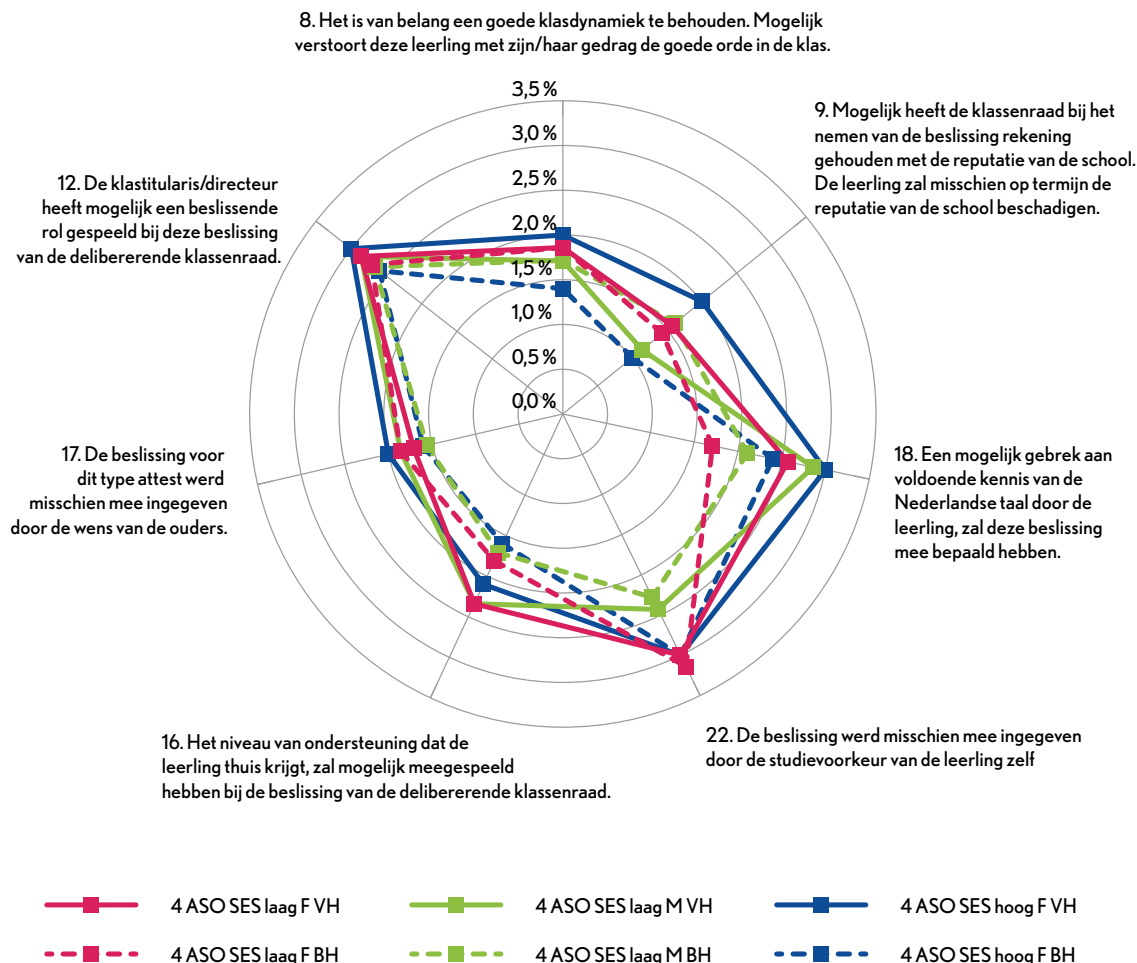 8. Het is van belang een goede klasdynamiek te behouden. Mogelijk
verstoort deze leerling met zijn/haar gedrag de goede orde in de klas.
3,5 %
3,0 %
2,5 %
2,0 %
1,5 %
1,0 %
0,5 %
0,0 %
9. Mogelijk heeft de klassenraad bij het
nemen van de beslissing rekening
gehouden met de reputatie van de school.
De leerling zal misschien op termijn de
reputatie van de school beschadigen.
12. De klastitularis/directeur
heeft mogelijk een beslissende
rol gespeeld bij deze beslissing
van de delibererende klassenraad.
18. Een mogelijk gebrek aan
voldoende kennis van de
Nederlandse taal door de
leerling, zal deze beslissing
mee bepaald hebben.
17. De beslissing voor
dit type attest werd
misschien mee ingegeven
door de wens van de ouders.
22. De beslissing werd misschien mee ingegeven
door de studievoorkeur van de leerling zelf
16. Het niveau van ondersteuning dat de
leerling thuis krijgt, zal mogelijk meegespeeld
hebben bij de beslissing van de delibererende klassenraad.
4 ASO SES laag F VH
4 ASO SES laag M VH
4 ASO SES hoog F VH
4 ASO SES laag F BH
4 ASO SES laag M BH
4 ASO SES hoog F BH